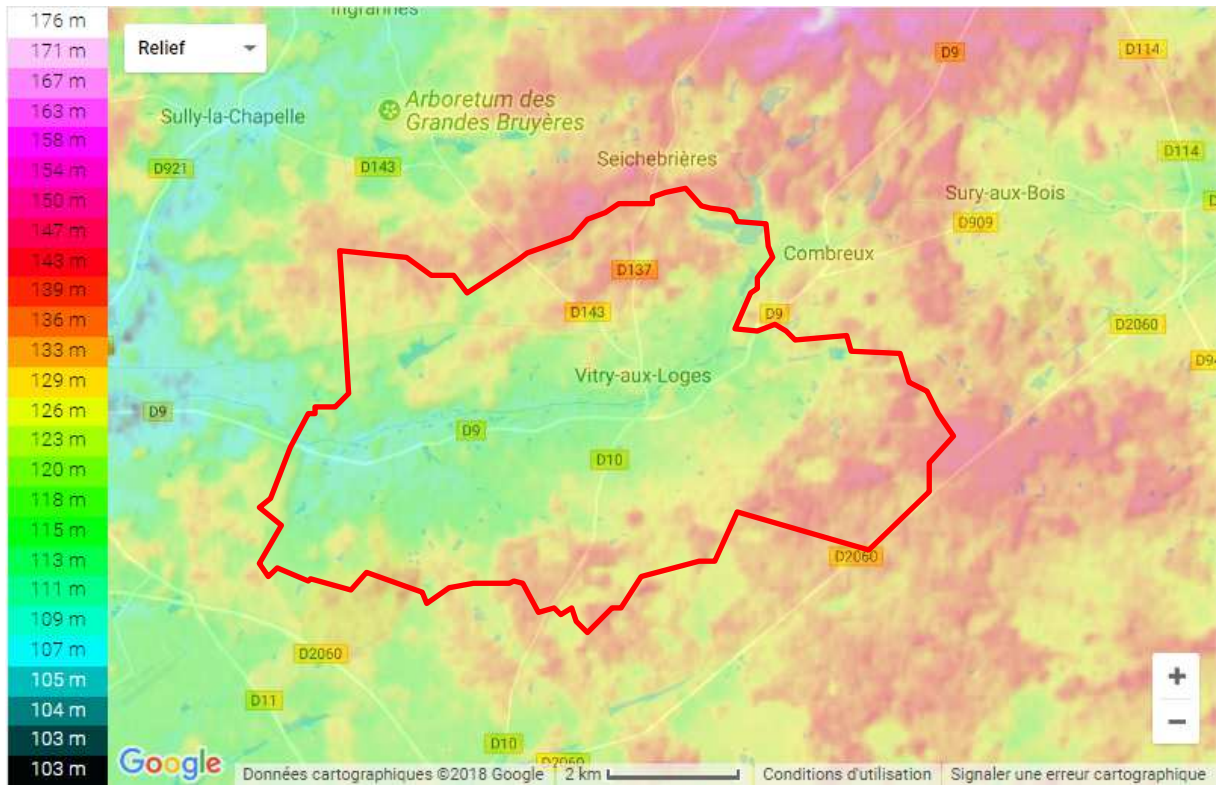 176 m
171 m
167 m
163 m
158 m
154 m
150 m
147 m
143 m
139 m
136 m
133 m
129 m
126 m
123 m
120 m
118 m
115 m
113 m
111 m
109 m
107 m
105 m
104 m
103 m
103 m
Relief
Ingrannes
D9
D114
Arboretum des
Grandes Bruyères
Sully-la-Chapelle
D921
D143
Seichebrières
D114
Sury-aux-Bois
D909
Combreux
D137
D143
D9
D2060
Vitry-aux-Loges
D9
D9
D10
D2060
D2060
D11
D10
D2060
+
−
Google
Données cartographiques ©2018 Google
2 km
Conditions d'utilisation
Signaler une erreur cartographique